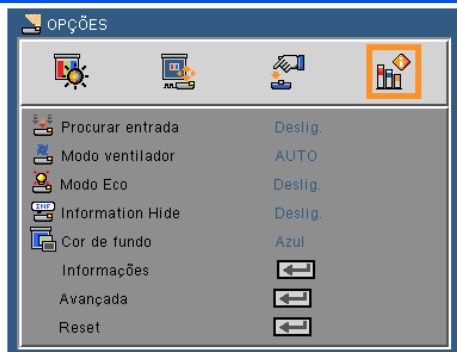 OPÇÕES
Procurar entrada Deslig.
Modo ventilador AUTO
Modo Eco Deslig.
INF Information Hide Deslig.
Cor de fundo Azul
Informações
Avançada
Reset